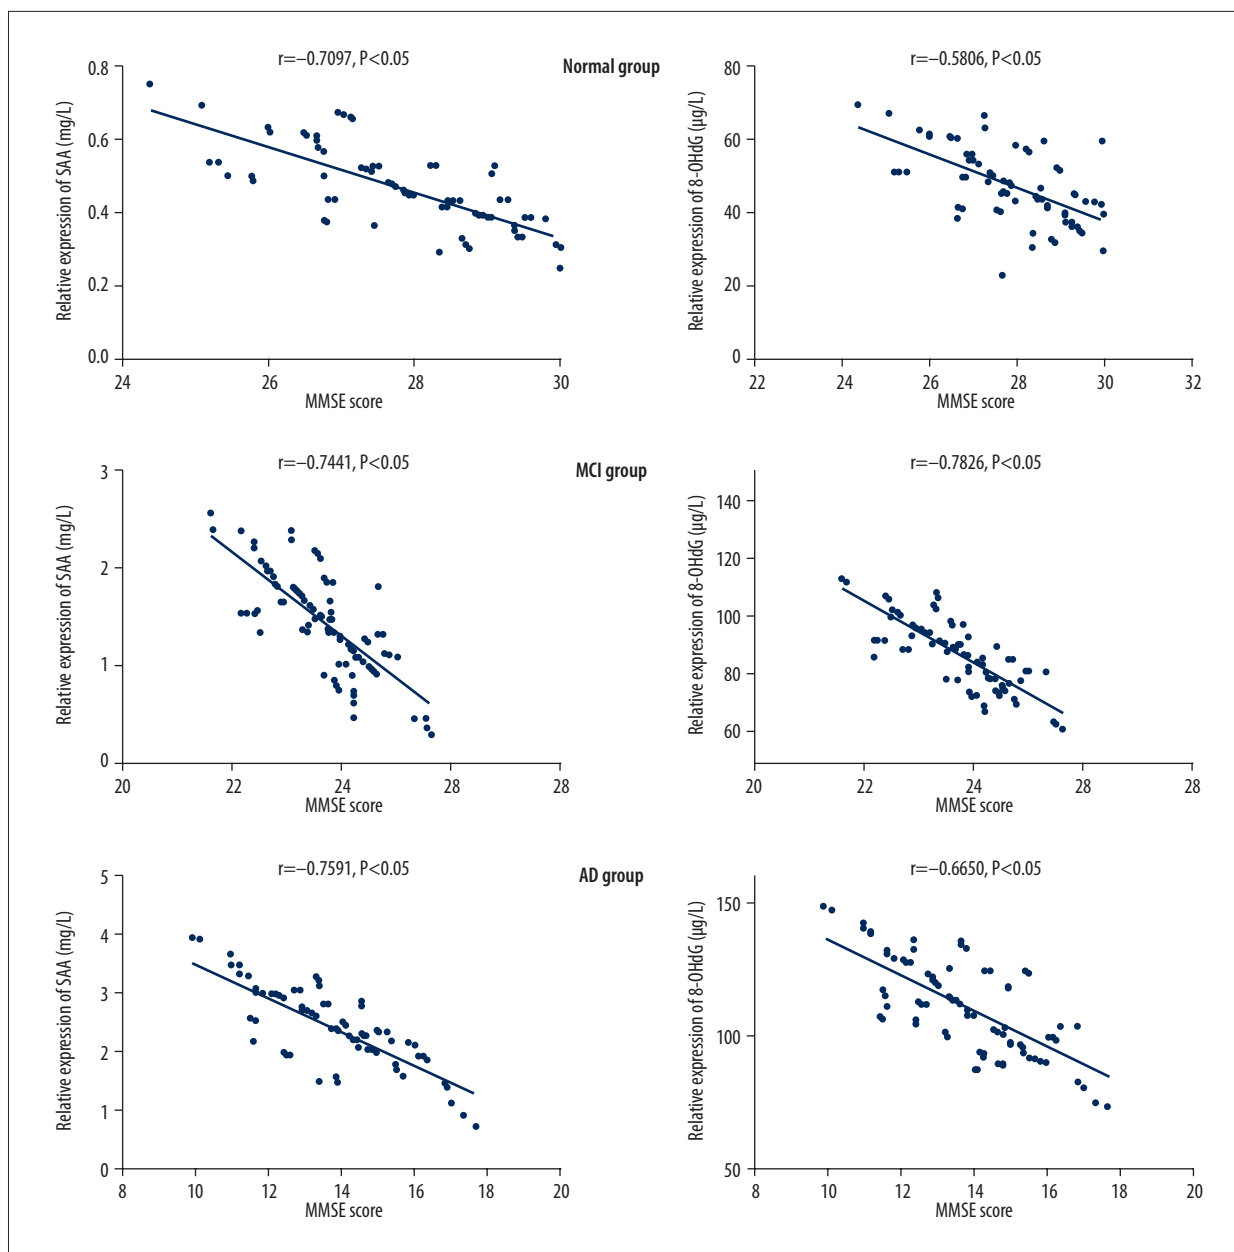 r=–0.7097, P<0.05
Normal group
r=–0.5806, P<0.05
Relative expression of SAA (mg/L)
0.8
0.6
0.4
0.2
0.0
24 26 28 30
MMSE score
Relative expression of 8-OHdG (μg/L)
80
60
40
20
0
22 24 26 28 30 32
MMSE score
r=–0.7441, P<0.05
MCI group
r=–0.7826, P<0.05
Relative expression of SAA (mg/L)
3
2
1
0
20 22 24 28 28
MMSE score
Relative expression of 8-OHdG (μg/L)
140
120
100
80
60
20 22 24 28 28
MMSE score
r=–0.7591, P<0.05
AD group
r=–0.6650, P<0.05
Relative expression of SAA (mg/L)
5
4
3
2
1
0
8 10 12 14 16 18 20
MMSE score
Relative expression of 8-OHdG (μg/L)
150
100
50
8 10 12 14 16 18 20
MMSE score